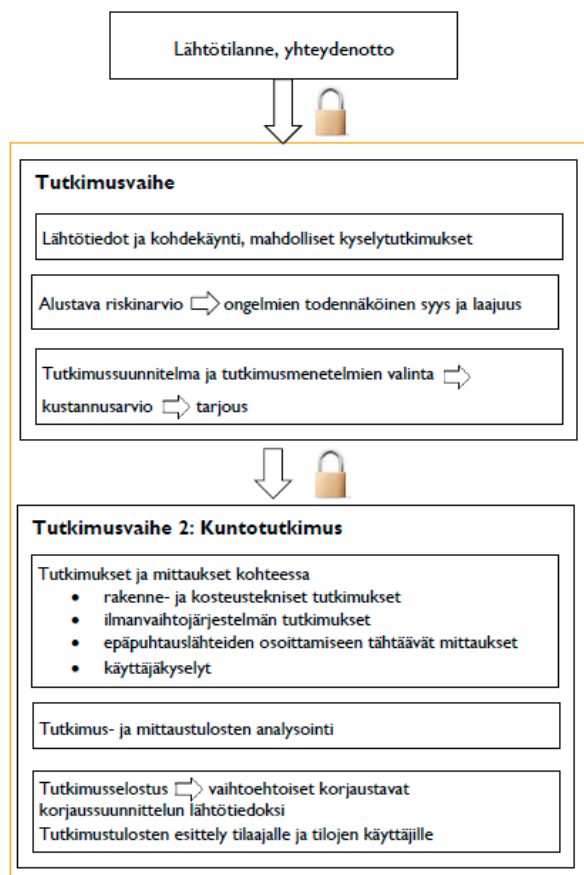 Lähtötilanne, yhteydenotto
Tutkimusvaihe
Lähtötiedot ja kohdekäynti, mahdolliset kyselytutkimukset
Alustava riskinarvio ⇨ ongelmien todennäköinen syys ja laajuus
Tutkimussuunnitelma ja tutkimusmenetelmien valinta ⇨
kustannusarvio ⇨ tarjous
Tutkimusvaihe 2: Kuntotutkimus
Tutkimukset ja mittaukset kohteessa
• rakenne- ja kosteustekniset tutkimukset
• ilmanvaihtojärjestelmän tutkimukset
• epäpuhtauslähteiden osoittamiseen tähtäävät mittaukset
• käyttäjäkyselyt
Tutkimus- ja mittaustulosten analysointi
Tutkimusselostus ⇨ vaihtoehtoiset korjaustavat
korjaussuunnittelun lähtötiedoksi
Tutkimustulosten esittely tilaajalle ja tilojen käyttäjille